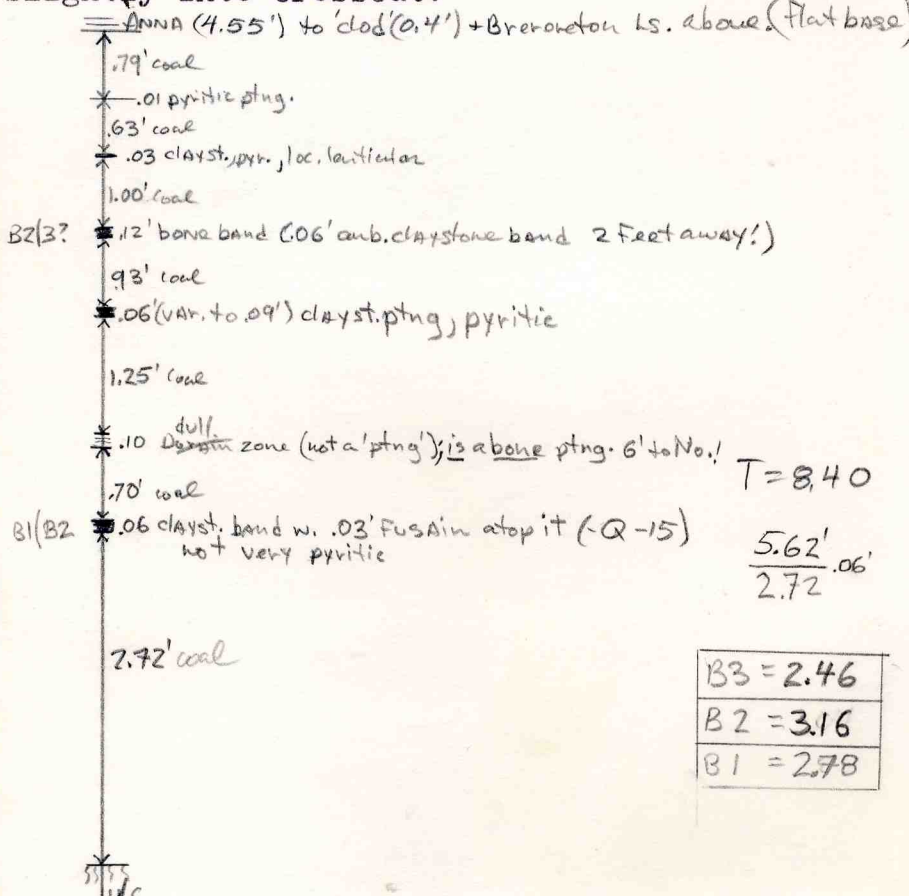 ANNA (4.55') to 'clod' (0.4') + Brereton Ls. above. (flat base)
.79' coal
.01 pyritic ptng.
.63' coal
.03 clayst., pyr., loc. lenticular
1.00' coal
B2/3? .12' bone band (.06' carb. claystone band 2 Feet away!)
.93' coal
.06' (var. to .09') clayst. ptng, pyritic
1.25' coal
dull
.10 zone (not a 'ptng'); is a bone ptng. 6' to No.!
T = 8.40
.70' coal
B1/B2 .06 clayst. band w. .03' Fusain atop it (-Q-15)
not very pyritic
5.62'
.06'
2.72
2.72' coal
B3 = 2.46
B2 = 3.16
B1 = 2.78
U/C